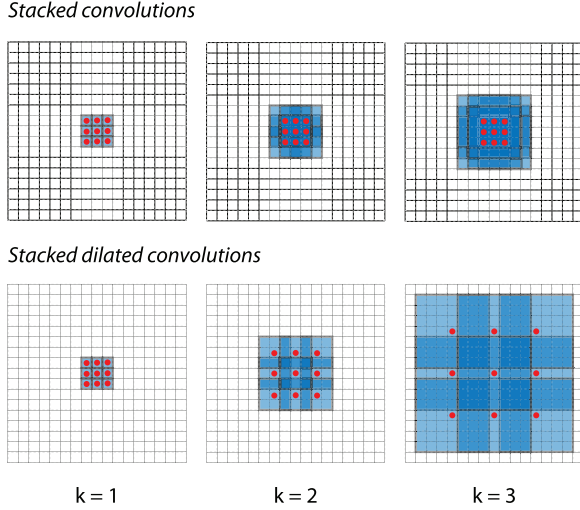 Stacked convolutions
Stacked dilated convolutions
k = 1
k = 2
k = 3